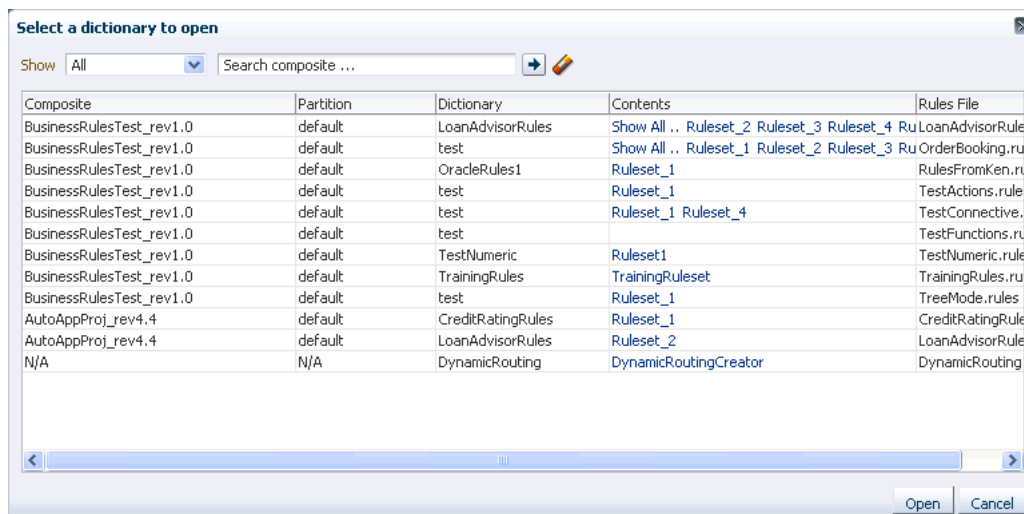 Select a dictionary to open
Show All Search composite ...
Composite Partition Dictionary Contents Rules File
BusinessRulesTest_rev1.0 default LoanAdvisorRules Show All .. Ruleset_2 Ruleset_3 Ruleset_4 Ru LoanAdvisorRule
BusinessRulesTest_rev1.0 default test Show All .. Ruleset_1 Ruleset_2 Ruleset_3 Ru OrderBooking.ru
BusinessRulesTest_rev1.0 default OracleRules1 Ruleset_1 RulesFromKen.ru
BusinessRulesTest_rev1.0 default test Ruleset_1 TestActions.rule
BusinessRulesTest_rev1.0 default test Ruleset_1 Ruleset_4 TestConnective.
BusinessRulesTest_rev1.0 default test TestFunctions.ru
BusinessRulesTest_rev1.0 default TestNumeric Ruleset1 TestNumeric.rule
BusinessRulesTest_rev1.0 default TrainingRules TrainingRuleset TrainingRules.ru
BusinessRulesTest_rev1.0 default test Ruleset_1 TreeMode.rules
AutoAppProj_rev4.4 default CreditRatingRules Ruleset_1 CreditRatingRule
AutoAppProj_rev4.4 default LoanAdvisorRules Ruleset_2 LoanAdvisorRule
N/A N/A DynamicRouting DynamicRoutingCreator DynamicRouting
Open Cancel